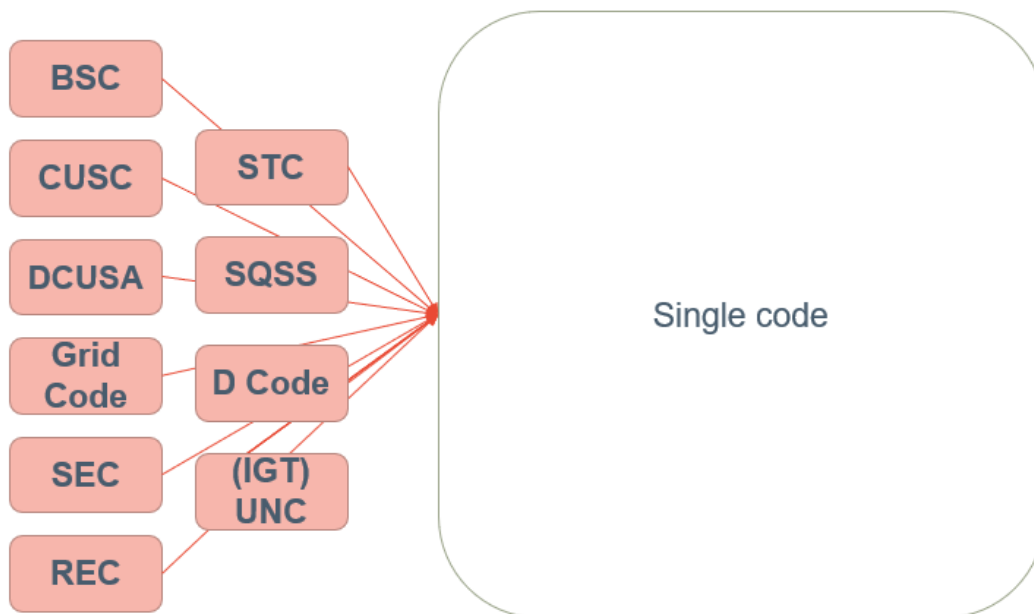 BSC
CUSC
DCUSA
Grid
Code
SEC
REC
STC
SQSS
D Code
(IGT)
UNC
Single code